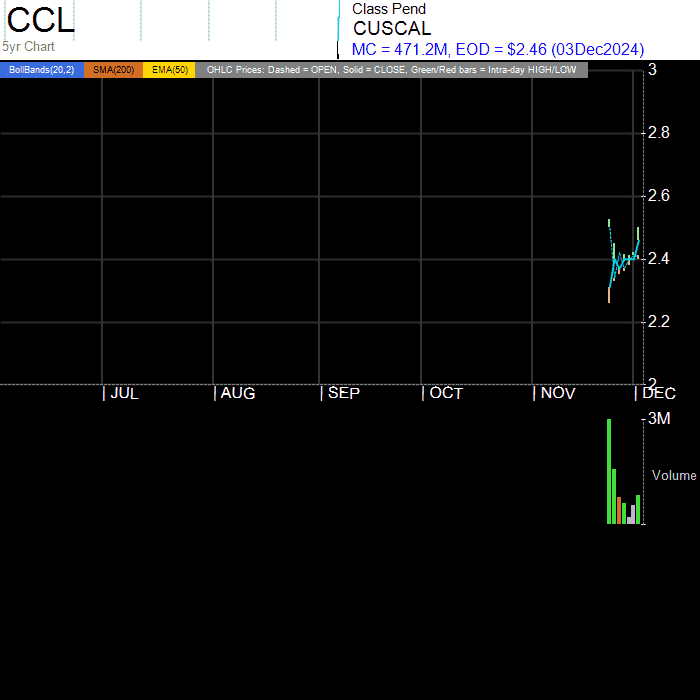 CCL
5yr Chart
Class Pend
CUSCAL
MC = 471.2M, EOD = $2.46 (03Dec2024)
BollBands(20,2) SMA(200) EMA(50) OHLC Prices: Dashed = OPEN, Solid = CLOSE, Green/Red bars = Intra-day HIGH/LOW
3
2.8
2.6
2.4
2.2
2
| JUL | AUG | SEP | OCT | NOV | DEC
3M
Volume